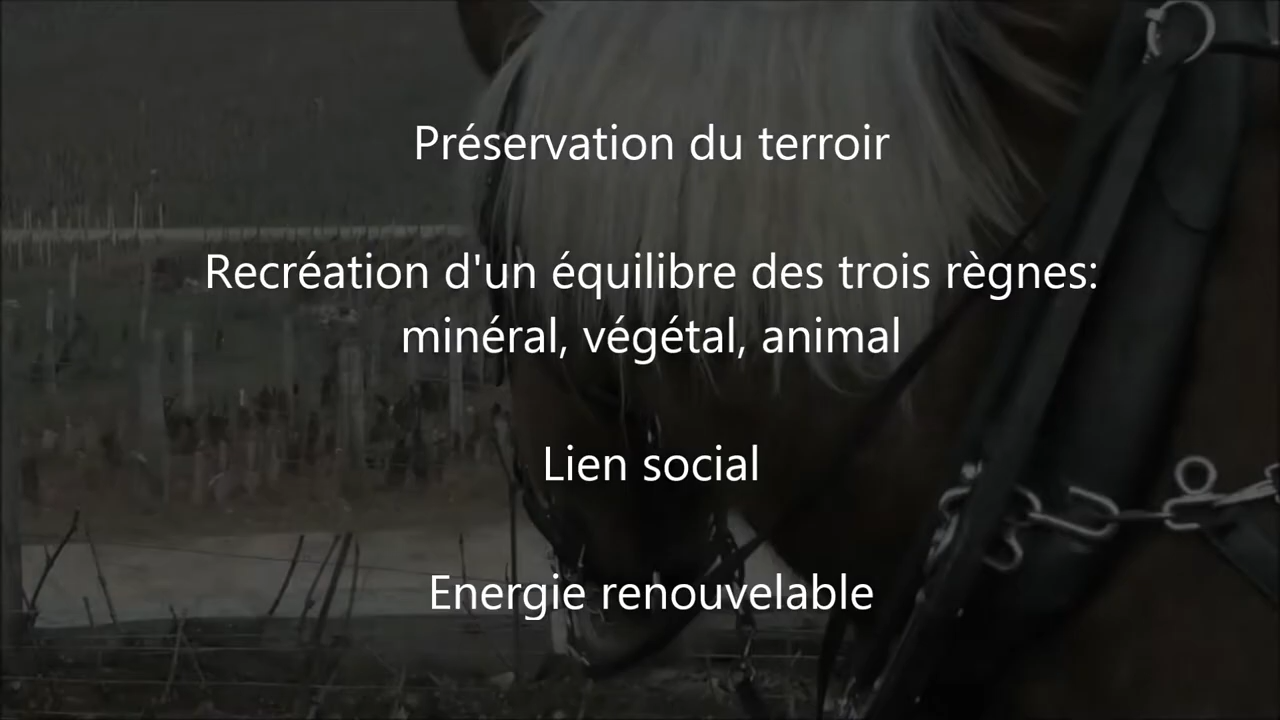 Préservation du terroir
Recréation d'un équilibre des trois règnes:
minéral, végétal, animal
Lien social
Energie renouvelable